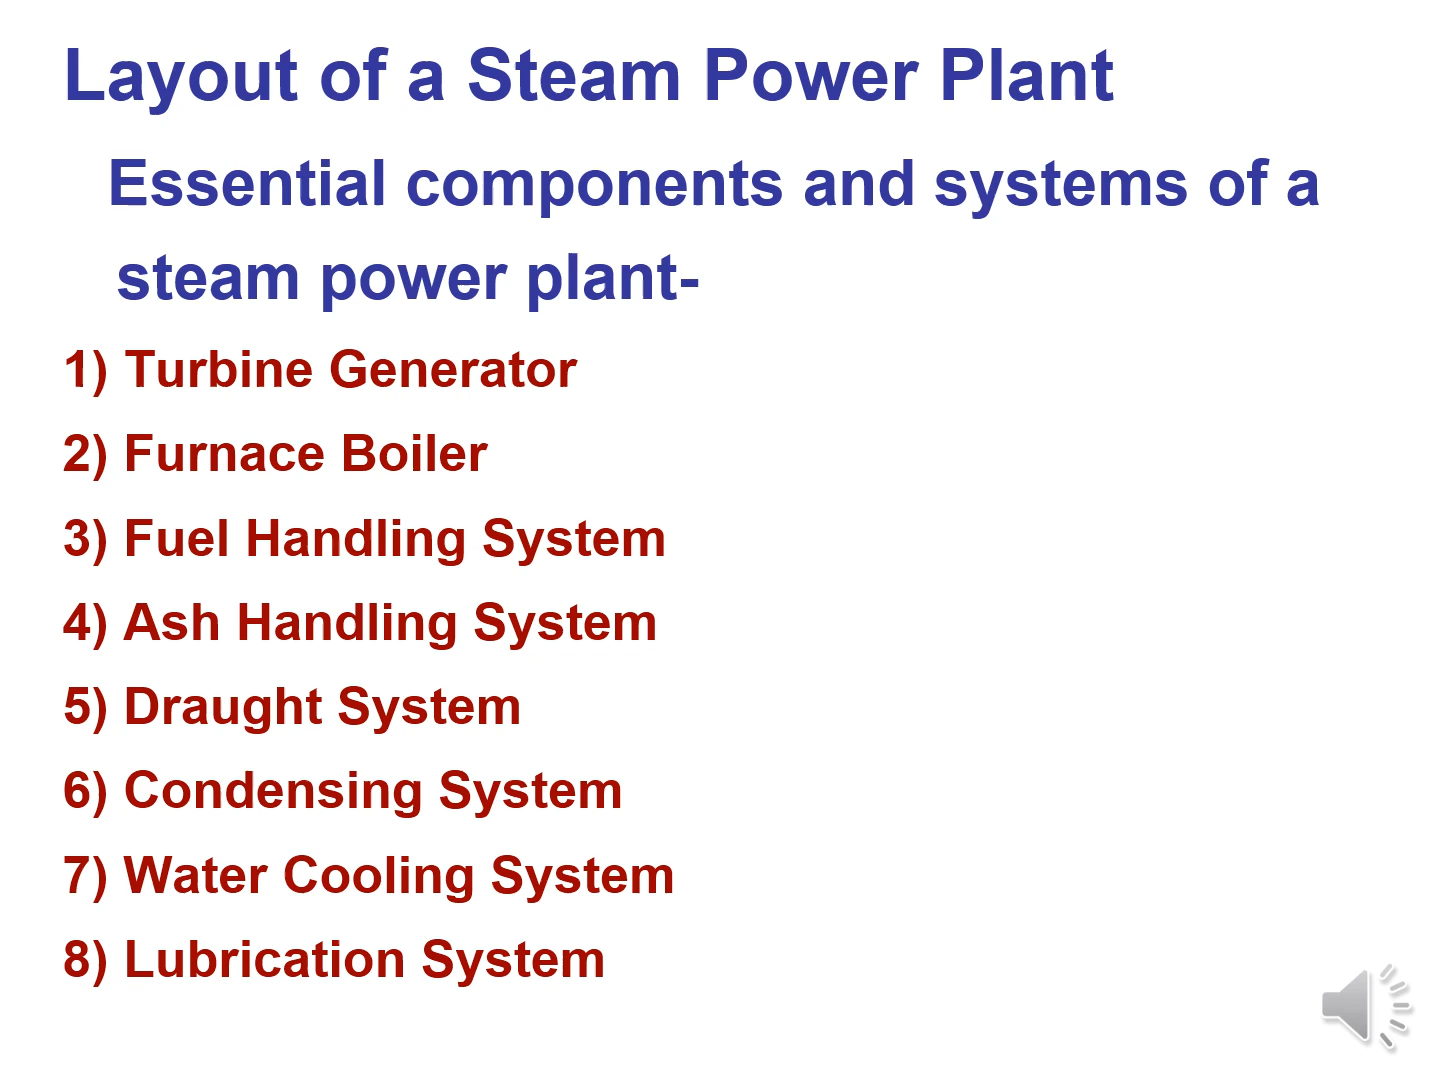 Layout of a Steam Power Plant
Essential components and systems of a
steam power plant-
1) Turbine Generator
2) Furnace Boiler
3) Fuel Handling System
4) Ash Handling System
5) Draught System
6) Condensing System
7) Water Cooling System
8) Lubrication System